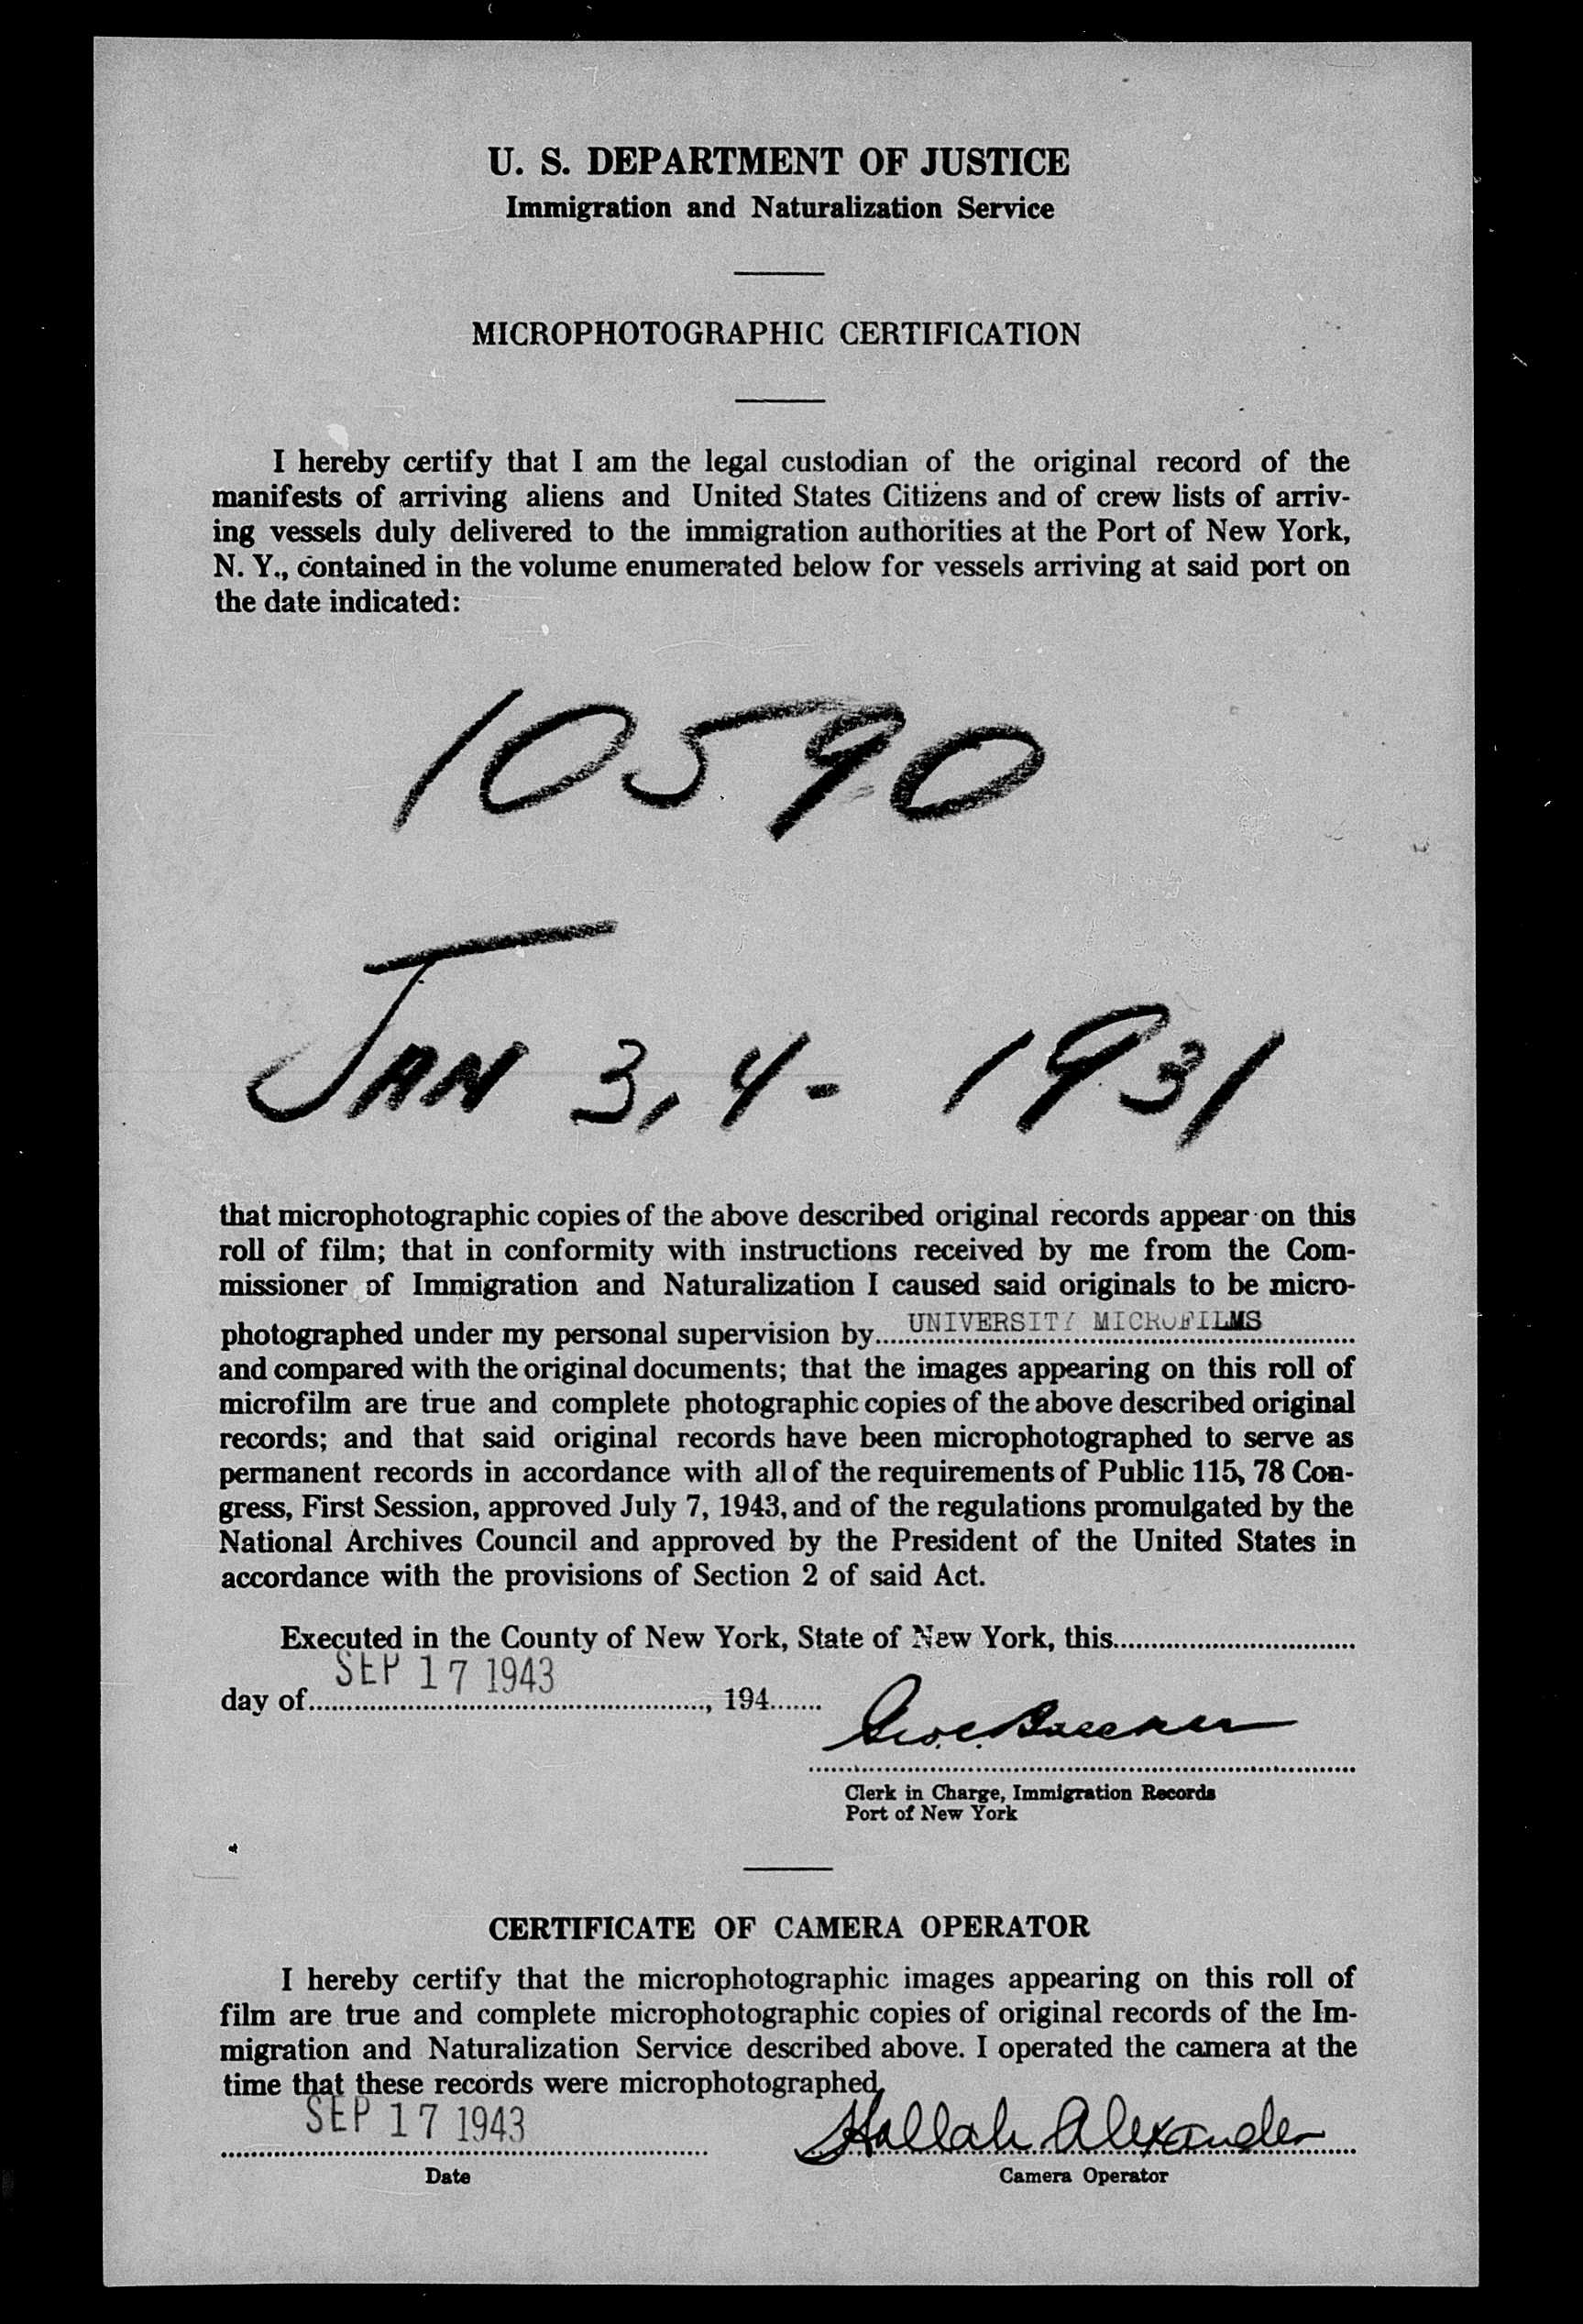 U. S. DEPARTMENT OF JUSTICE
Immigration and Naturalization Service
MICROPHOTOGRAPHIC CERTIFICATION
I hereby certify that I am the legal custodian of the original record of the
manifests of arriving aliens and United States Citizens and of crew lists of arriv-
ing vessels duly delivered to the immigration authorities at the Port of New York,
N. Y., contained in the volume enumerated below for vessels arriving at said port on
the date indicated:
10590
JAN 3, 4- 1931
that microphotographic copies of the above described original records appear on this
roll of film; that in conformity with instructions received by me from the Com-
missioner of Immigration and Naturalization I caused said originals to be micro-
photographed under my personal supervision by UNIVERSITY MICROFILMS
and compared with the original documents; that the images appearing on this roll of
microfilm are true and complete photographic copies of the above described original
records; and that said original records have been microphotographed to serve as
permanent records in accordance with all of the requirements of Public 115, 78 Con-
gress, First Session, approved July 7, 1943, and of the regulations promulgated by the
National Archives Council and approved by the President of the United States in
accordance with the provisions of Section 2 of said Act.
Executed in the County of New York, State of New York, this
SEP 17 1943
day of , 194
Geo. C.
Clerk in Charge, Immigration Records
Port of New York
CERTIFICATE OF CAMERA OPERATOR
I hereby certify that the microphotographic images appearing on this roll of
film are true and complete microphotographic copies of original records of the Im-
migration and Naturalization Service described above. I operated the camera at the
time that these records were microphotographed.
SEP 17 1943 Hallah Alexander
Date Camera Operator